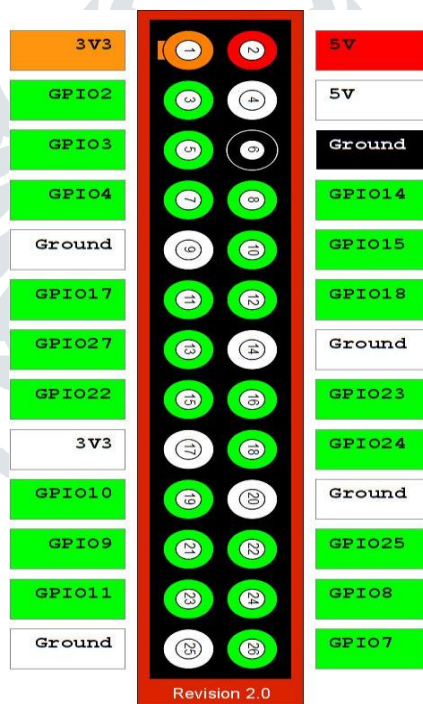 3V3 1 2 5V
GPIO2 3 4 5V
GPIO3 5 6 Ground
GPIO4 7 8 GPIO14
Ground 9 10 GPIO15
GPIO17 11 12 GPIO18
GPIO27 13 14 Ground
GPIO22 15 16 GPIO23
3V3 17 18 GPIO24
GPIO10 19 20 Ground
GPIO9 21 22 GPIO25
GPIO11 23 24 GPIO8
Ground 25 26 GPIO7
Revision 2.0